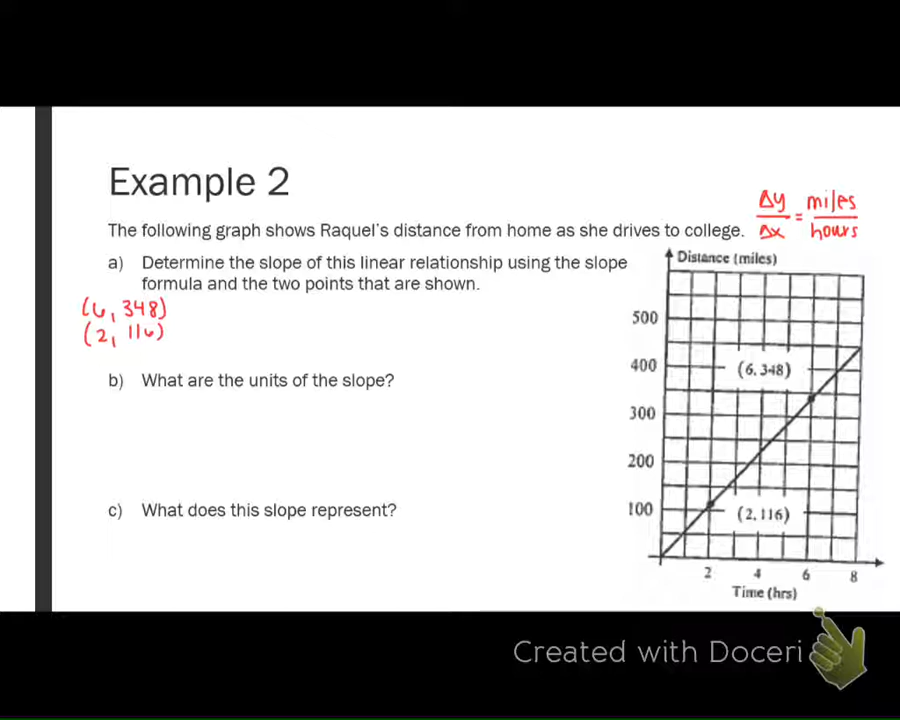 Example 2
Δy/Δx = miles/hours
The following graph shows Raquel's distance from home as she drives to college.
a) Determine the slope of this linear relationship using the slope
formula and the two points that are shown.
(6, 348)
(2, 116)
b) What are the units of the slope?
c) What does this slope represent?
Distance (miles)
500
400
(6, 348)
300
200
100
(2, 116)
2 4 6 8
Time (hrs)
Created with Doceri